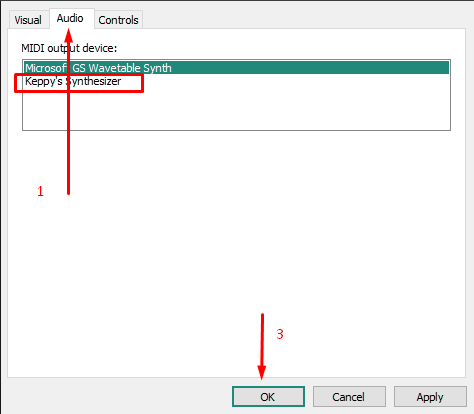 Visual Audio Controls
MIDI output device:
Microsoft GS Wavetable Synth
Keppy's Synthesizer
1
3
OK Cancel Apply